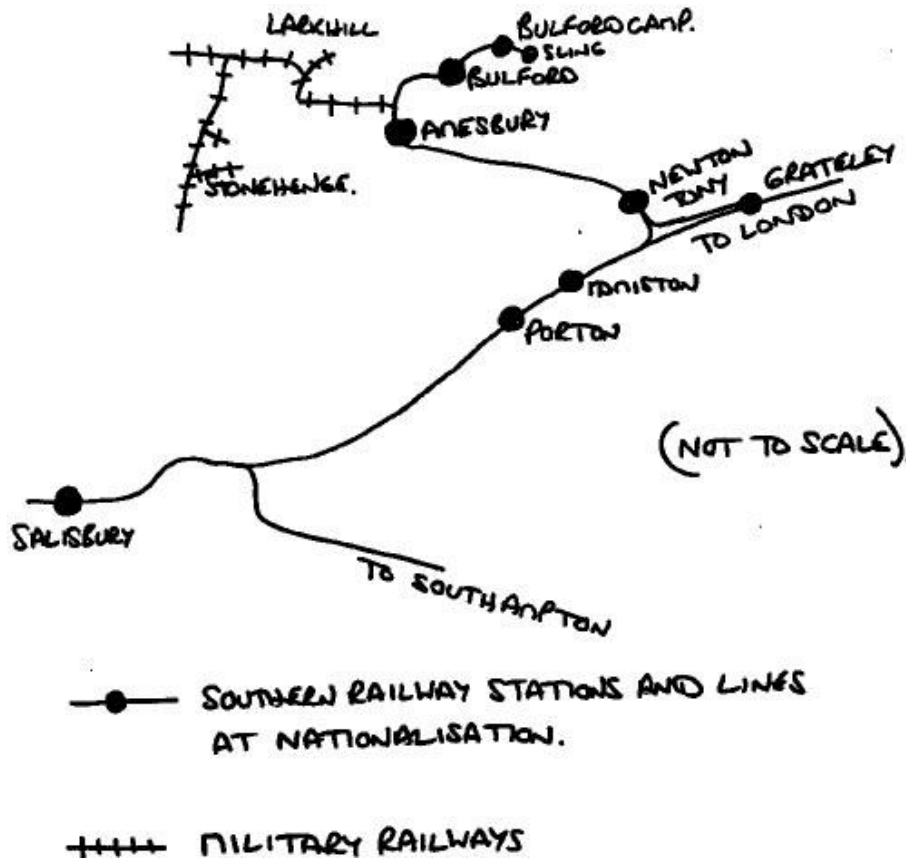 LARKHILL
BULFORD CAMP.
SLING
BULFORD
AMESBURY
STONEHENGE.
NEWTON
TONY
GRATELEY
TO LONDON
IDMISTON
PORTON
(NOT TO SCALE)
SALISBURY
TO SOUTHAMPTON
SOUTHERN RAILWAY STATIONS AND LINES
AT NATIONALISATION.
MILITARY RAILWAYS